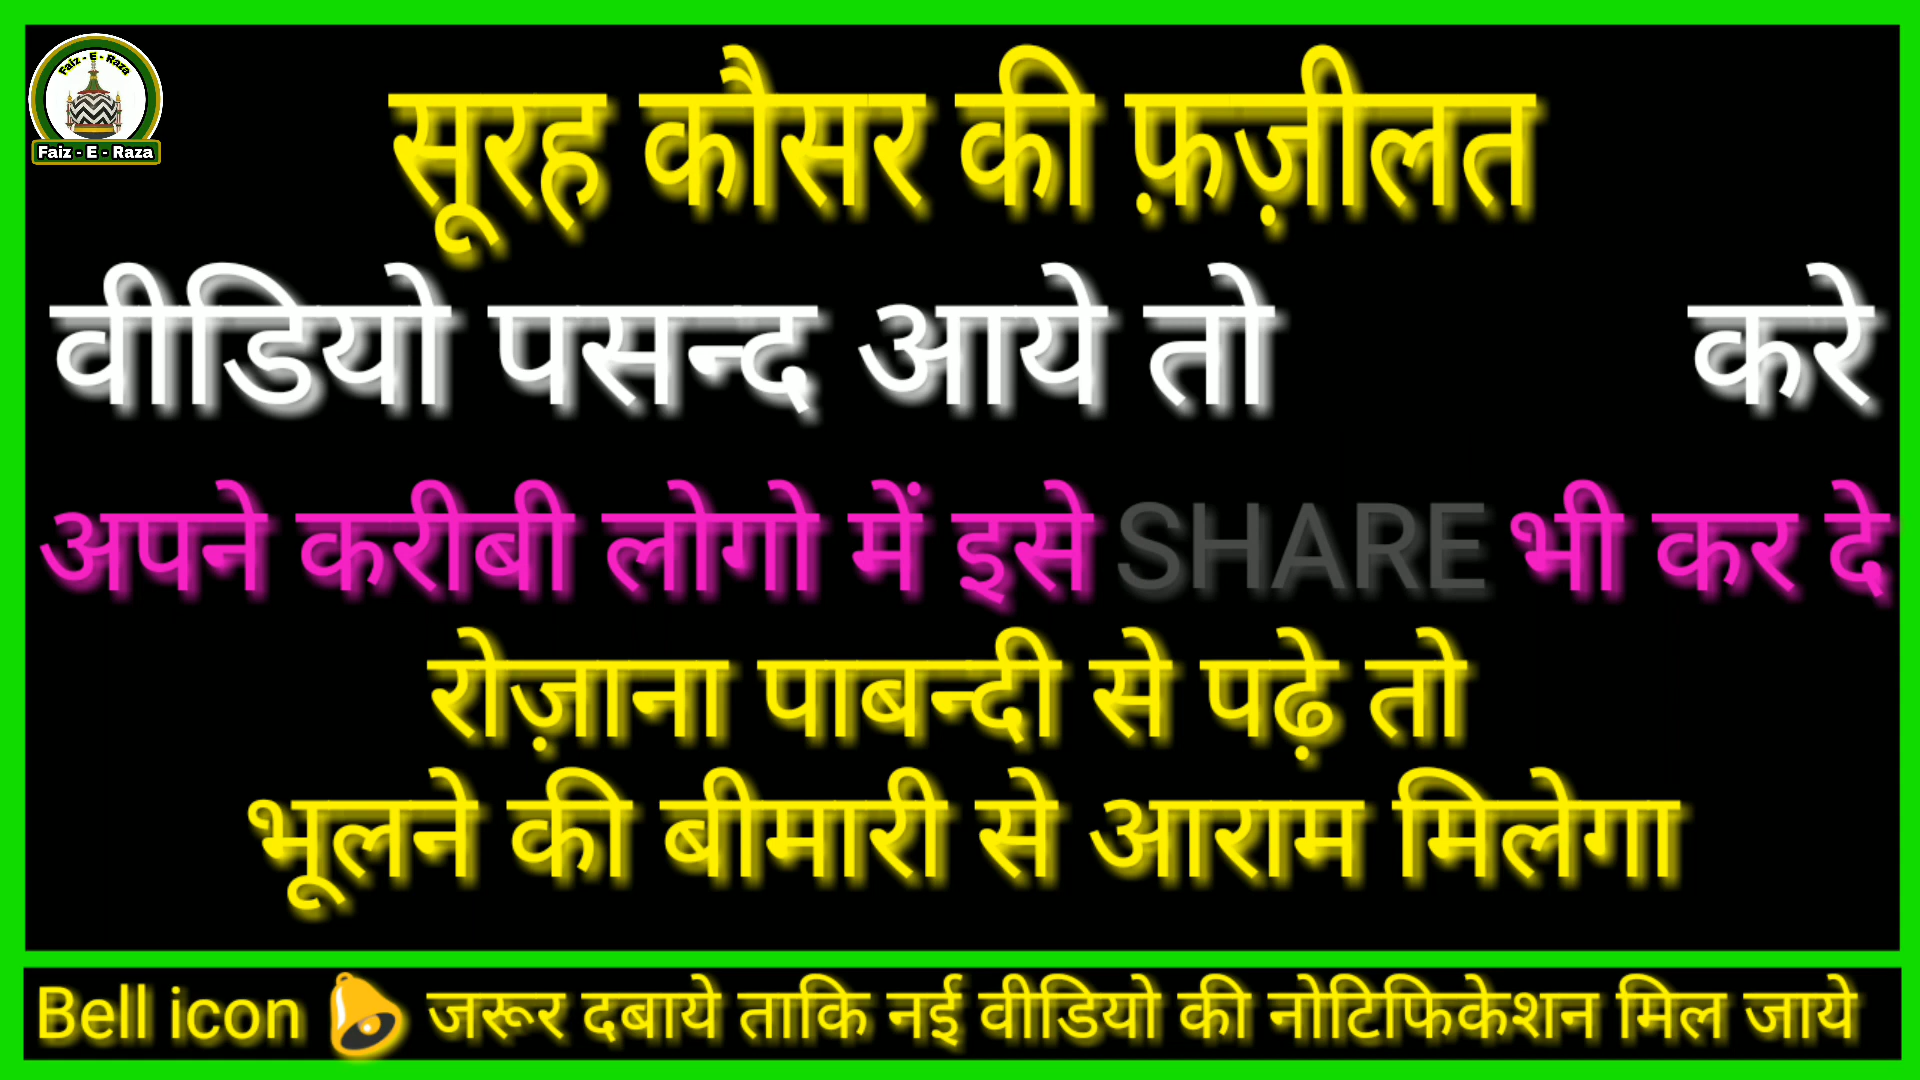 Faiz - E - Raza
Faiz - E - Raza
सूरह कौसर की फ़ज़ीलत
वीडियो पसन्द आये तो करे
अपने करीबी लोगो में इसे SHARE भी कर दे
रोज़ाना पाबन्दी से पढ़े तो
भूलने की बीमारी से आराम मिलेगा
Bell icon 🔔 जरूर दबाये ताकि नई वीडियो की नोटिफिकेशन मिल जाये